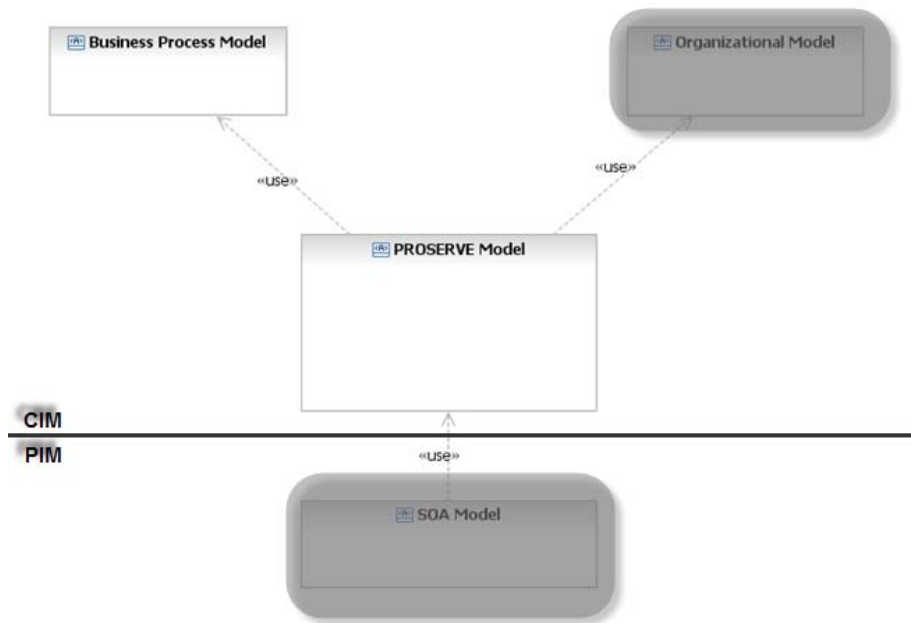 Business Process Model
Organizational Model
«use»
«use»
PROSERVE Model
CIM
PIM
«use»
SOA Model